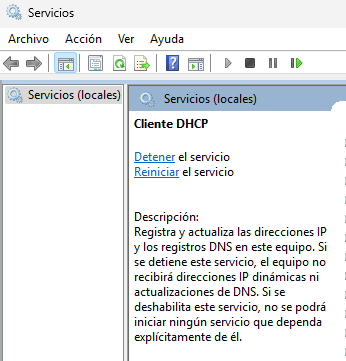 Servicios
Archivo Acción Ver Ayuda
Servicios (locales)
Servicios (locales)
Cliente DHCP
Detener el servicio
Reiniciar el servicio
Descripción:
Registra y actualiza las direcciones IP
y los registros DNS en este equipo. Si
se detiene este servicio, el equipo no
recibirá direcciones IP dinámicas ni
actualizaciones de DNS. Si se
deshabilita este servicio, no se podrá
iniciar ningún servicio que dependa
explícitamente de él.